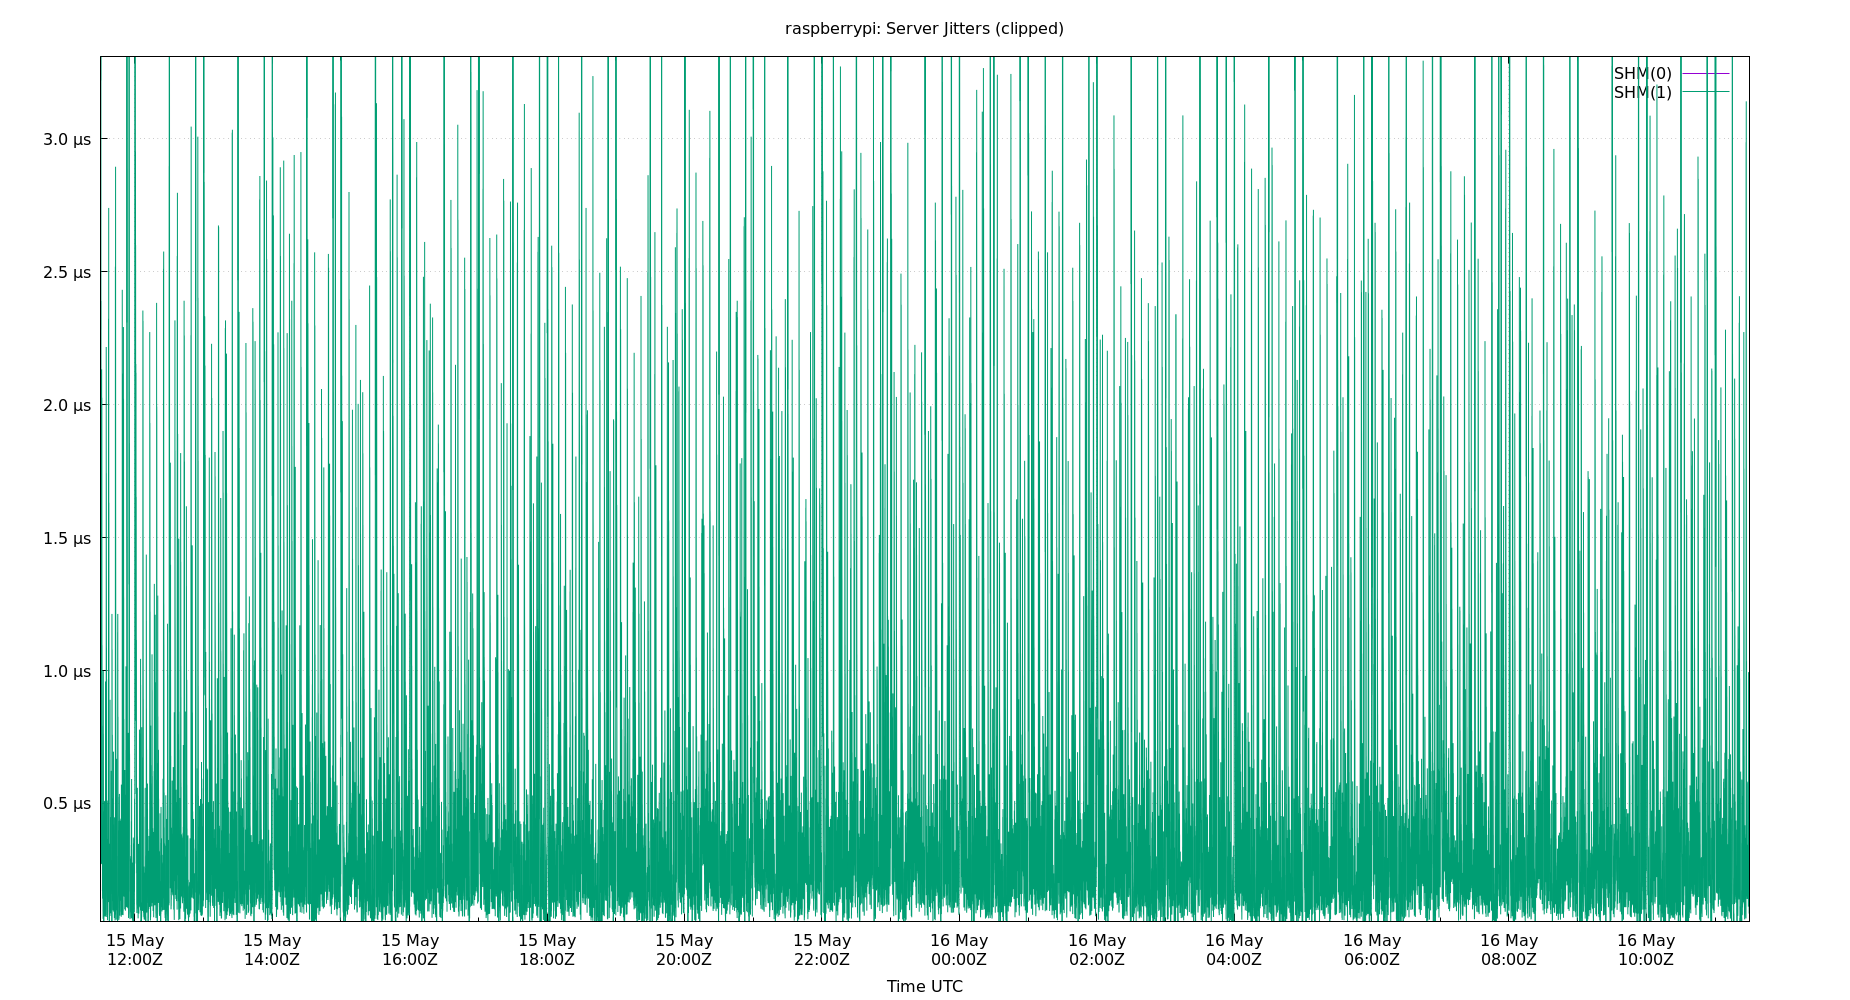 raspberrypi: Server Jitters (clipped)
SHM(0)
SHM(1)
3.0 µs
2.5 µs
2.0 µs
1.5 µs
1.0 µs
0.5 µs
15 May 15 May 15 May 15 May 15 May 15 May 16 May 16 May 16 May 16 May 16 May 16 May
12:00Z 14:00Z 16:00Z 18:00Z 20:00Z 22:00Z 00:00Z 02:00Z 04:00Z 06:00Z 08:00Z 10:00Z
Time UTC